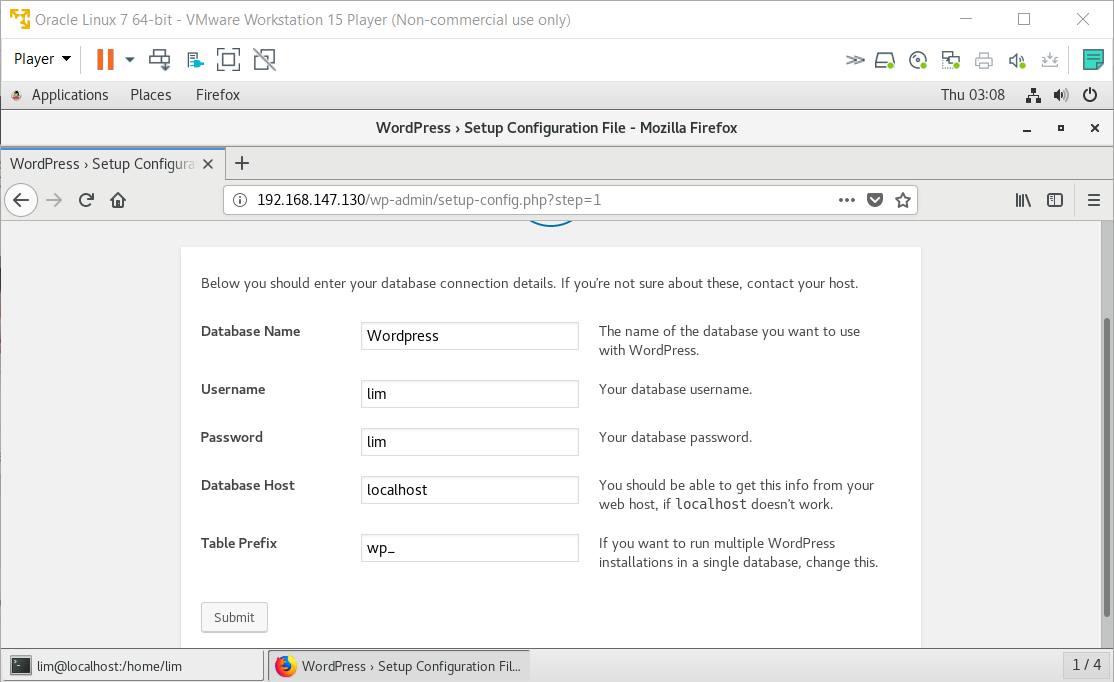 Oracle Linux 7 64-bit - VMware Workstation 15 Player (Non-commercial use only)
Player
Applications Places Firefox Thu 03:08
WordPress › Setup Configuration File - Mozilla Firefox
WordPress › Setup Configura
192.168.147.130/wp-admin/setup-config.php?step=1
Below you should enter your database connection details. If you're not sure about these, contact your host.
Database Name
Wordpress
The name of the database you want to use
with WordPress.
Username
lim
Your database username.
Password
lim
Your database password.
Database Host
localhost
You should be able to get this info from your
web host, if localhost doesn't work.
Table Prefix
wp_
If you want to run multiple WordPress
installations in a single database, change this.
Submit
lim@localhost:/home/lim
WordPress › Setup Configuration Fil...
1 / 4